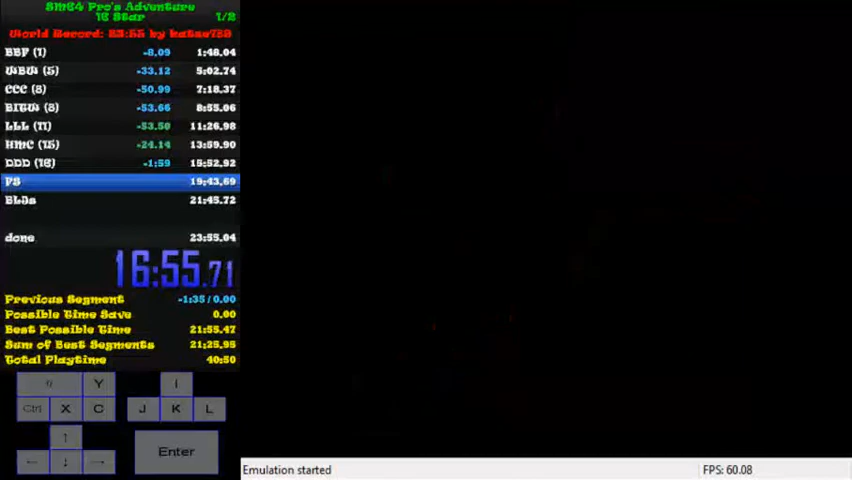 SM64 Pro's Adventure
16 Star 1/2
World Record: 23:55 by katze789
BBF (1) -8.09 1:48.04
WBW (5) -33.12 5:02.74
CCC (8) -50.99 7:18.37
BITW (8) -53.66 8:55.06
LLL (11) -53.50 11:26.98
HMC (15) -24.14 13:59.90
DDD (16) -1:59 15:52.92
FS 19:43.69
BLJs 21:45.72
done 23:55.04
16:55.71
Previous Segment -1:35 / 0.00
Possible Time Save 0.00
Best Possible Time 21:55.47
Sum of Best Segments 21:25.95
Total Playtime 40:50
Y I
Ctrl X C J K L
↑
← ↓ → Enter
Emulation started FPS: 60.08